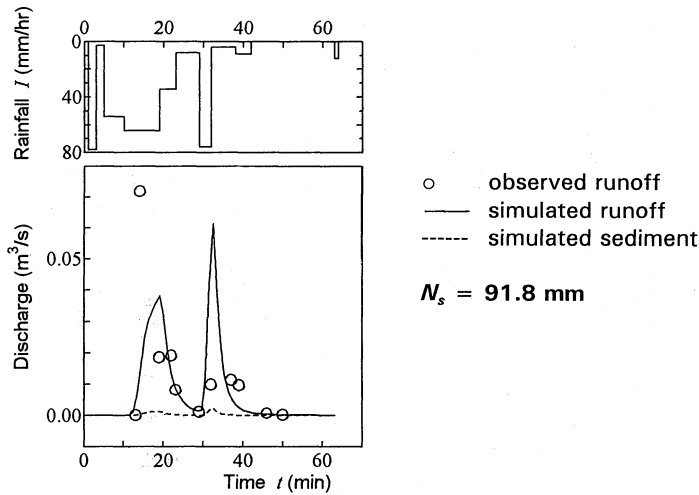 0 20 40 60
Rainfall I (mm/hr)
0
40
80
Discharge (m³/s)
0.05
0.00
0 20 40 60
Time t (min)
observed runoff
simulated runoff
simulated sediment
Nₛ = 91.8 mm